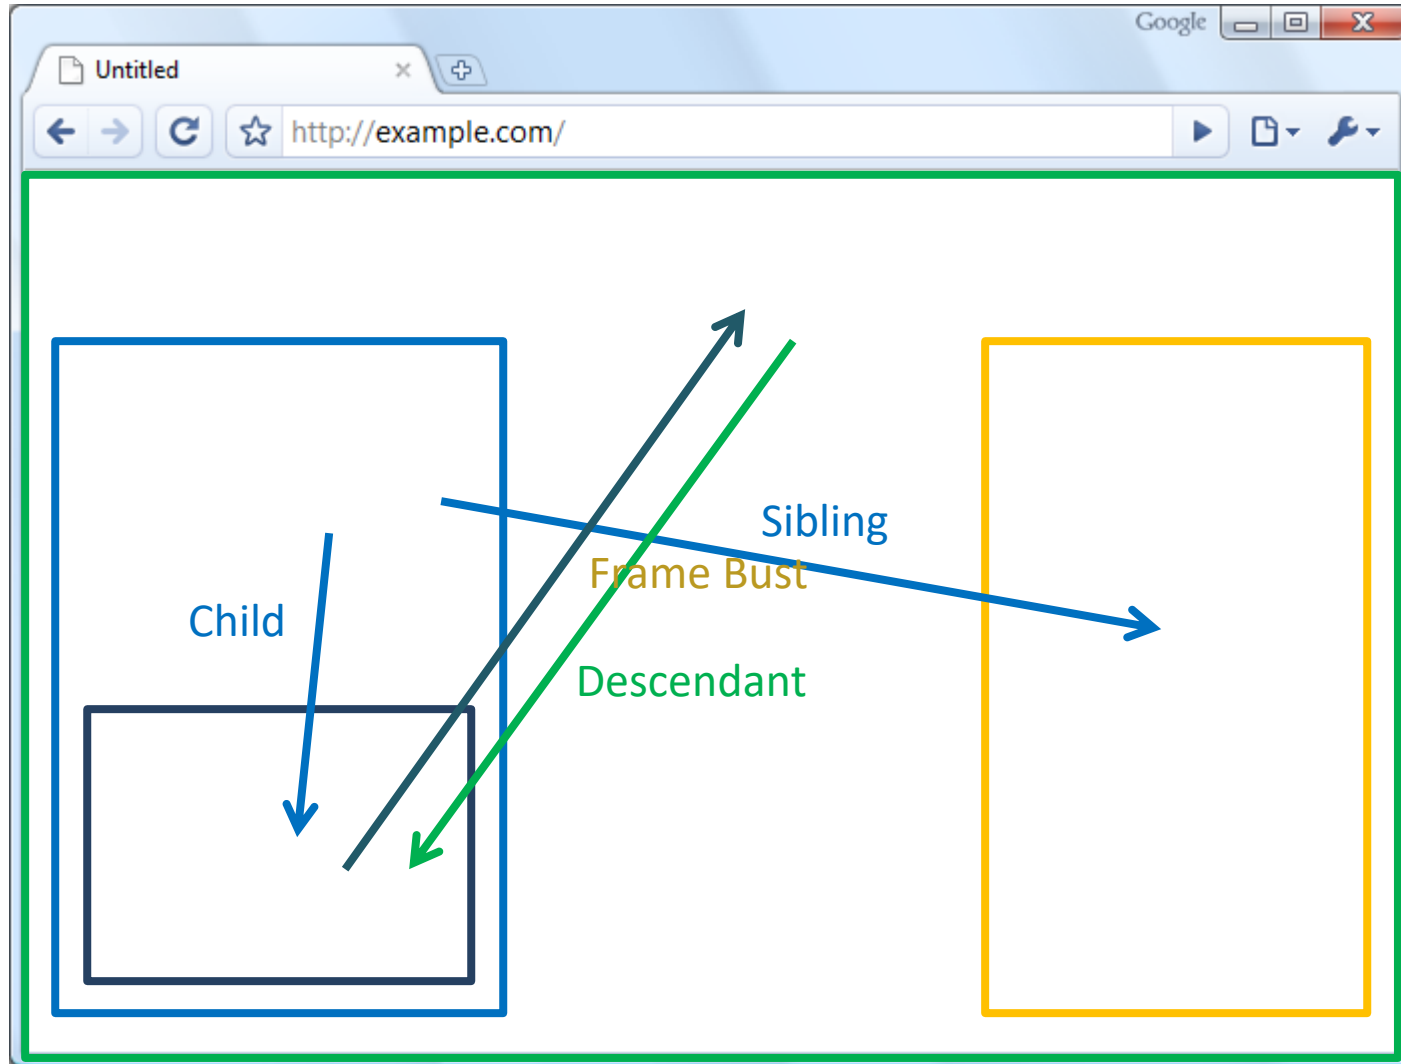 Google
Untitled
http://example.com/
Sibling
Frame Bust
Child
Descendant